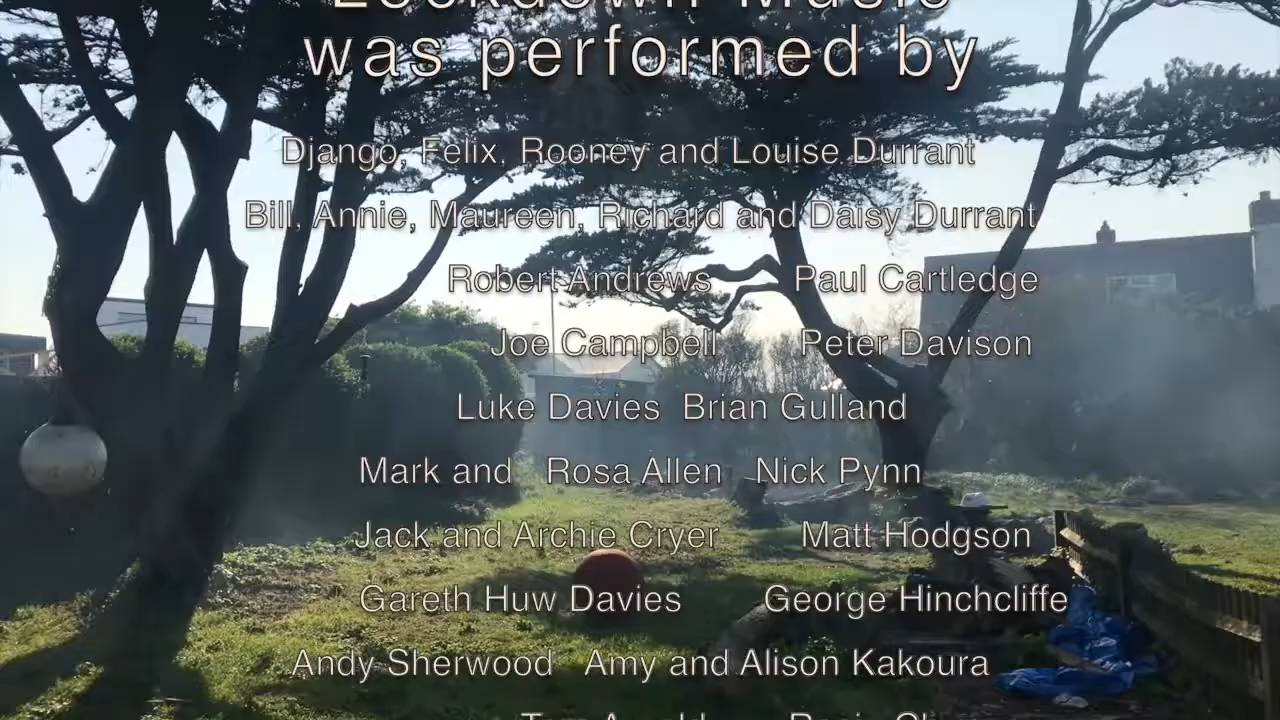 Lockdown Music
was performed by
Django, Felix, Rooney and Louise Durrant
Bill, Annie, Maureen, Richard and Daisy Durrant
Robert Andrews Paul Cartledge
Joe Campbell Peter Davison
Luke Davies Brian Gulland
Mark and Rosa Allen Nick Pynn
Jack and Archie Cryer Matt Hodgson
Gareth Huw Davies George Hinchcliffe
Andy Sherwood Amy and Alison Kakoura